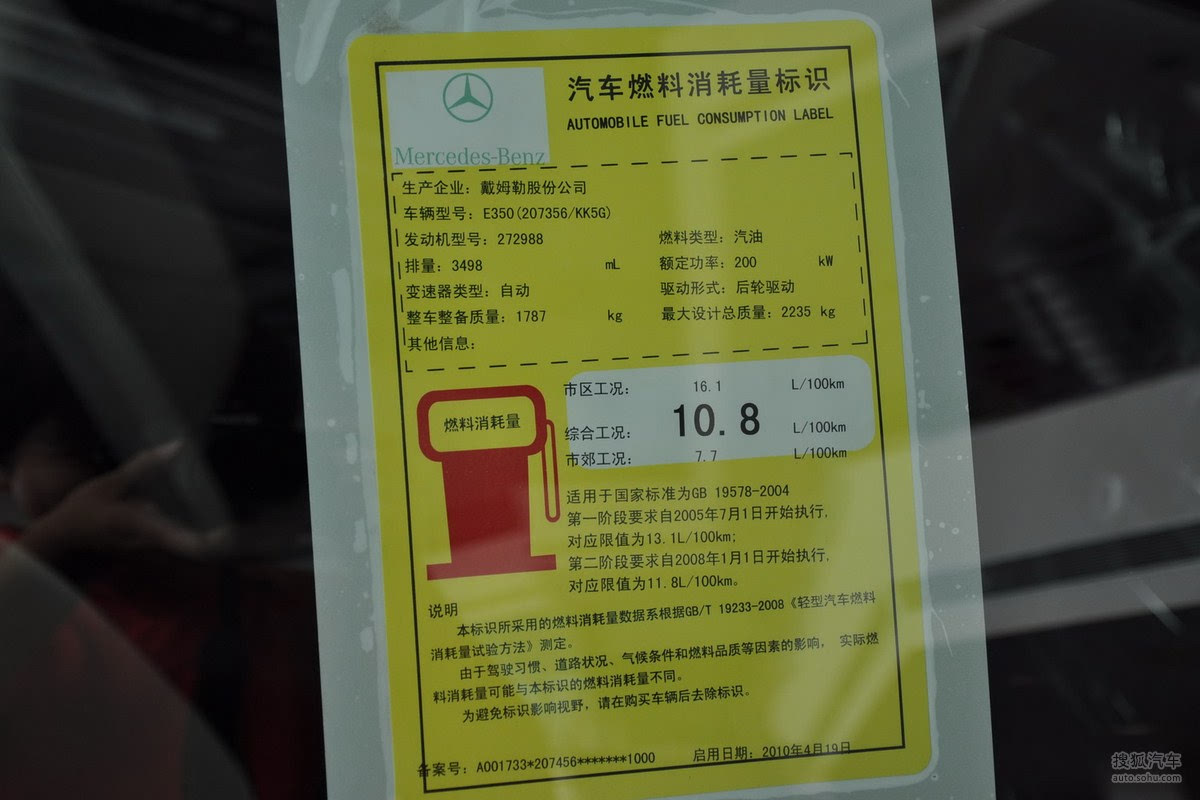 汽车燃料消耗量标识
AUTOMOBILE FUEL CONSUMPTION LABEL
Mercedes-Benz
生产企业：戴姆勒股份公司
车辆型号：E350(207356/KK5G)
发动机型号：272988 燃料类型：汽油
排量：3498 mL 额定功率：200 kW
变速器类型：自动 驱动形式：后轮驱动
整车整备质量：1787 kg 最大设计总质量：2235 kg
其他信息：
燃料消耗量
市区工况： 16.1 L/100km
综合工况： 10.8 L/100km
市郊工况： 7.7 L/100km
适用于国家标准为GB 19578-2004
第一阶段要求自2005年7月1日开始执行,
对应限值为13.1L/100km;
第二阶段要求自2008年1月1日开始执行,
对应限值为11.8L/100km。
说明
本标识所采用的燃料消耗量数据系根据GB/T 19233-2008《轻型汽车燃料
消耗量试验方法》测定。
由于驾驶习惯、道路状况、气候条件和燃料品质等因素的影响， 实际燃
料消耗量可能与本标识的燃料消耗量不同。
为避免标识影响视野，请在购买车辆后去除标识。
备案号：A001733*207456*******1000 启用日期：2010年4月19日
搜狐汽车
auto.sohu.com